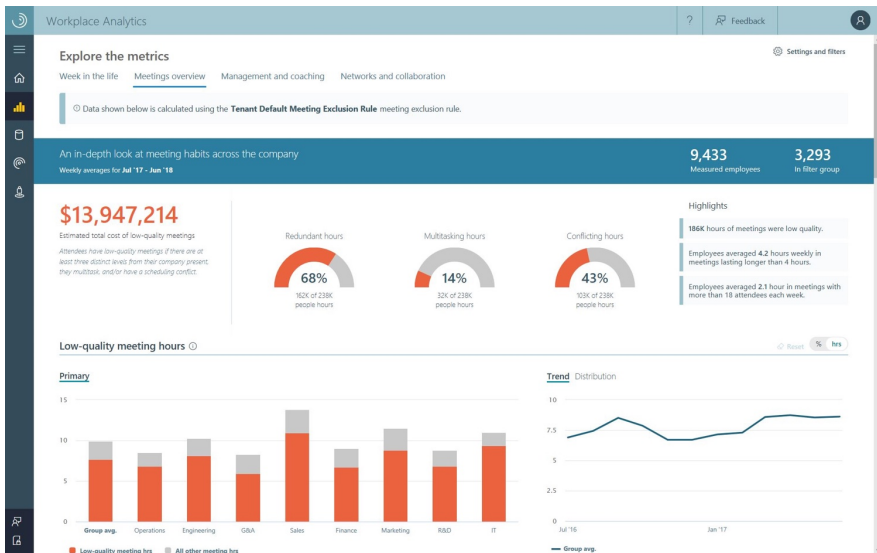 Workplace Analytics
?
Feedback
Explore the metrics
Settings and filters
Week in the life
Meetings overview
Management and coaching
Networks and collaboration
Data shown below is calculated using the Tenant Default Meeting Exclusion Rule meeting exclusion rule.
An in-depth look at meeting habits across the company
Weekly averages for Jul '17 - Jun '18
9,433
Measured employees
3,293
In filter group
$13,947,214
Estimated total cost of low-quality meetings
Attendees have low-quality meetings if there are at
least three distinct levels from their company present,
they multitask, and/or have a scheduling conflict.
Redundant hours
68%
162K of 238K
people hours
Multitasking hours
14%
32K of 238K
people hours
Conflicting hours
43%
103K of 238K
people hours
Highlights
186K hours of meetings were low quality.
Employees averaged 4.2 hours weekly in
meetings lasting longer than 4 hours.
Employees averaged 2.1 hour in meetings with
more than 18 attendees each week.
Low-quality meeting hours
Reset
%
hrs
Primary
15
10
5
0
Group avg.
Operations
Engineering
G&A
Sales
Finance
Marketing
R&D
IT
Low-quality meeting hrs
All other meeting hrs
Trend
Distribution
10
7.5
5
2.5
0
Jul '16
Jan '17
Group avg.